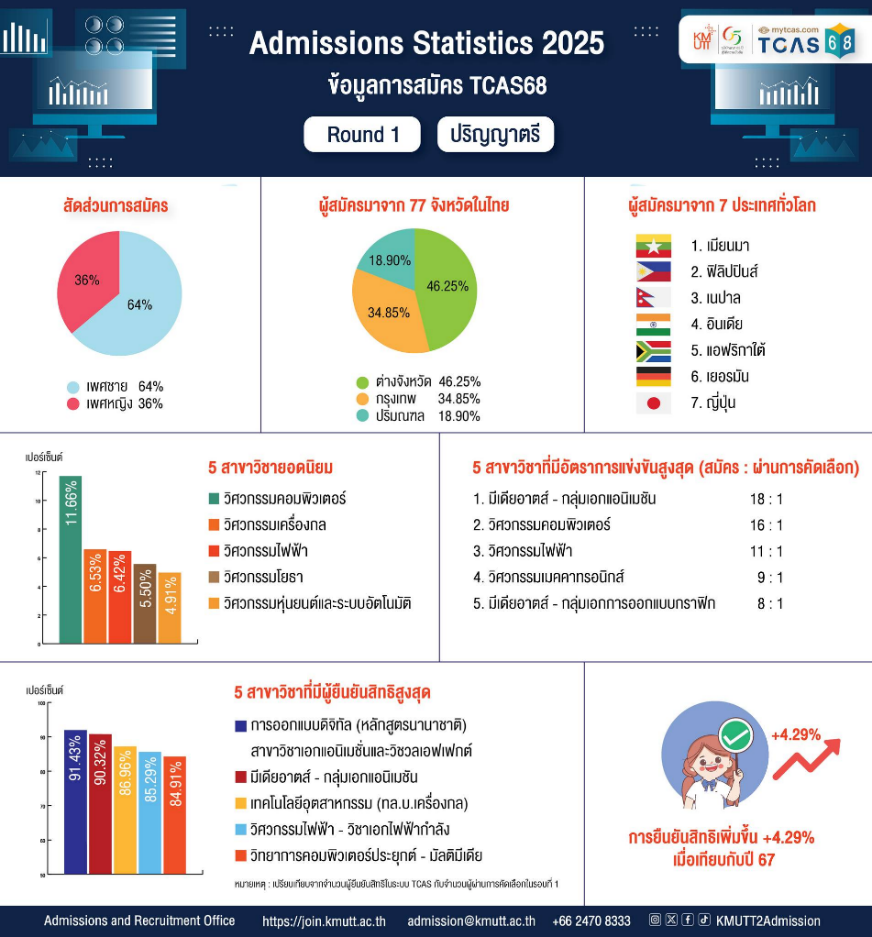 Admissions Statistics 2025
ข้อมูลการสมัคร TCAS68
Round 1
ปริญญาตรี
KM
UTT
65
mytcas.com
TCAS 68
สัดส่วนการสมัคร
36%
64%
เพศชาย 64%
เพศหญิง 36%
ผู้สมัครมาจาก 77 จังหวัดในไทย
18.90%
46.25%
34.85%
ต่างจังหวัด 46.25%
กรุงเทพ 34.85%
ปริมณฑล 18.90%
ผู้สมัครมาจาก 7 ประเทศทั่วโลก
1. เมียนมา
2. ฟิลิปปินส์
3. เนปาล
4. อินเดีย
5. แอฟริกาใต้
6. เยอรมัน
7. ญี่ปุ่น
เปอร์เซ็นต์
12
10
8
6
4
2
0
11.66%
6.53%
6.42%
5.50%
4.91%
5 สาขาวิชายอดนิยม
วิศวกรรมคอมพิวเตอร์
วิศวกรรมเครื่องกล
วิศวกรรมไฟฟ้า
วิศวกรรมโยธา
วิศวกรรมหุ่นยนต์และระบบอัตโนมัติ
5 สาขาวิชาที่มีอัตราการแข่งขันสูงสุด (สมัคร : ผ่านการคัดเลือก)
1. มีเดียอาตส์ - กลุ่มเอกแอนิเมชัน 18 : 1
2. วิศวกรรมคอมพิวเตอร์ 16 : 1
3. วิศวกรรมไฟฟ้า 11 : 1
4. วิศวกรรมเมคคาทรอนิกส์ 9 : 1
5. มีเดียอาตส์ - กลุ่มเอกการออกแบบกราฟิก 8 : 1
เปอร์เซ็นต์
100
90
80
70
60
50
91.43%
90.32%
86.96%
85.29%
84.91%
5 สาขาวิชาที่มีผู้ยืนยันสิทธิสูงสุด
การออกแบบดิจิทัล (หลักสูตรนานาชาติ)
สาขาวิชาเอกแอนิเมชั่นและวิชวลเอฟเฟกต์
มีเดียอาตส์ - กลุ่มเอกแอนิเมชัน
เทคโนโลยีอุตสาหกรรม (ทล.บ.เครื่องกล)
วิศวกรรมไฟฟ้า - วิชาเอกไฟฟ้ากำลัง
วิทยาการคอมพิวเตอร์ประยุกต์ - มัลติมีเดีย
หมายเหตุ : เปรียบเทียบจากจำนวนผู้ยืนยันสิทธิในระบบ TCAS กับจำนวนผู้ผ่านการคัดเลือกในรอบที่ 1
+4.29%
การยืนยันสิทธิเพิ่มขึ้น +4.29%
เมื่อเทียบกับปี 67
Admissions and Recruitment Office https://join.kmutt.ac.th admission@kmutt.ac.th +66 2470 8333 KMUTT2Admission